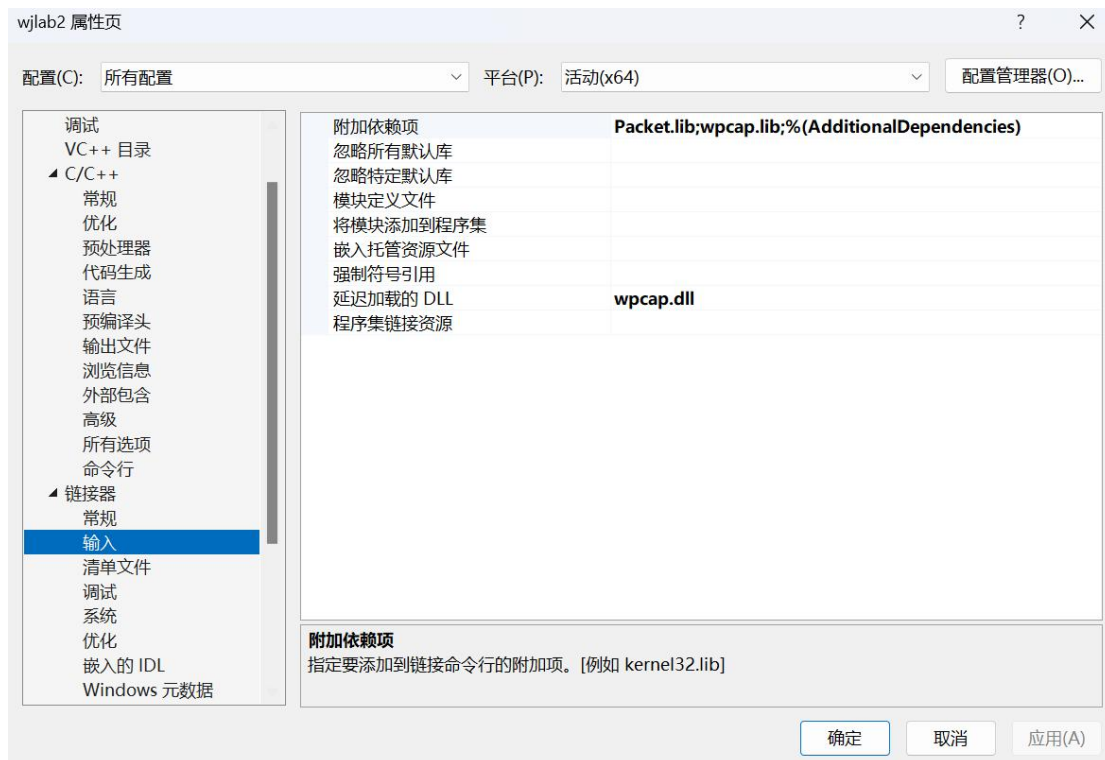 wjlab2 属性页
?
配置(C): 所有配置 平台(P): 活动(x64) 配置管理器(O)...
调试
VC++ 目录
C/C++
常规
优化
预处理器
代码生成
语言
预编译头
输出文件
浏览信息
外部包含
高级
所有选项
命令行
链接器
常规
输入
清单文件
调试
系统
优化
嵌入的 IDL
Windows 元数据
附加依赖项 Packet.lib;wpcap.lib;%(AdditionalDependencies)
忽略所有默认库
忽略特定默认库
模块定义文件
将模块添加到程序集
嵌入托管资源文件
强制符号引用
延迟加载的 DLL wpcap.dll
程序集链接资源
附加依赖项
指定要添加到链接命令行的附加项。[例如 kernel32.lib]
确定 取消 应用(A)